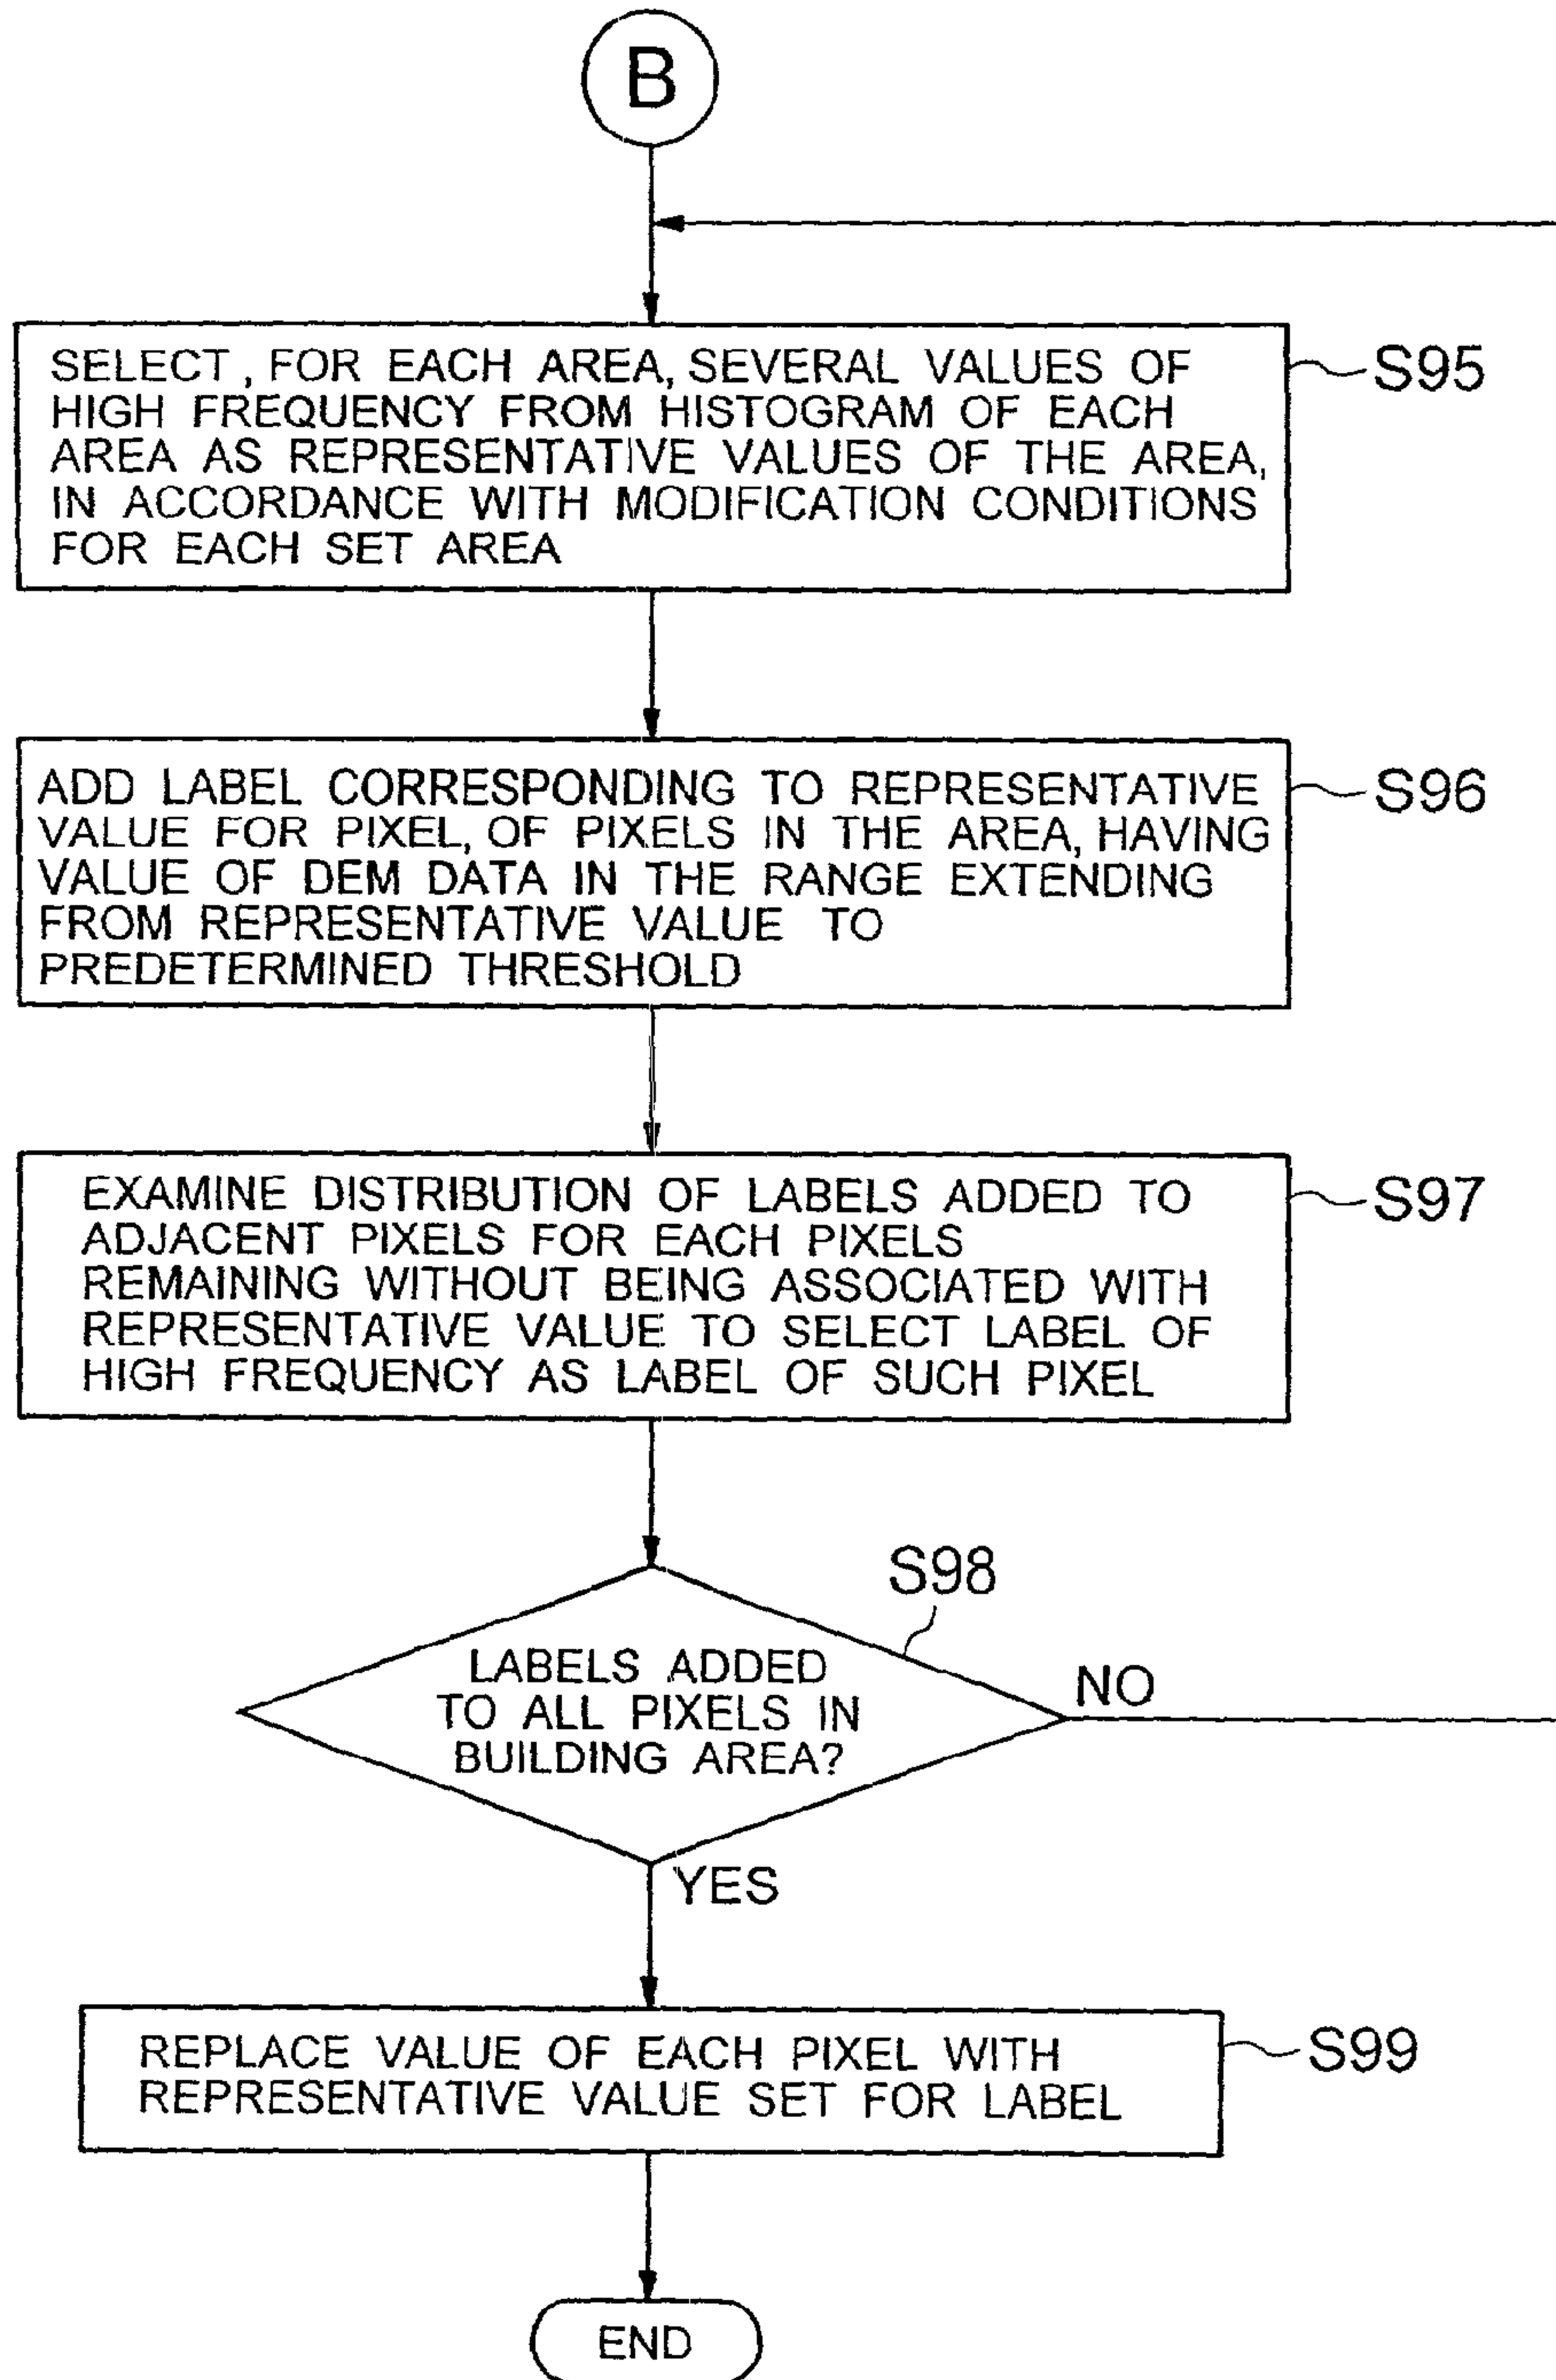 B
SELECT, FOR EACH AREA, SEVERAL VALUES OF
HIGH FREQUENCY FROM HISTOGRAM OF EACH
AREA AS REPRESENTATIVE VALUES OF THE AREA,
IN ACCORDANCE WITH MODIFICATION CONDITIONS
FOR EACH SET AREA
S95
ADD LABEL CORRESPONDING TO REPRESENTATIVE
VALUE FOR PIXEL, OF PIXELS IN THE AREA, HAVING
VALUE OF DEM DATA IN THE RANGE EXTENDING
FROM REPRESENTATIVE VALUE TO
PREDETERMINED THRESHOLD
S96
EXAMINE DISTRIBUTION OF LABELS ADDED TO
ADJACENT PIXELS FOR EACH PIXELS
REMAINING WITHOUT BEING ASSOCIATED WITH
REPRESENTATIVE VALUE TO SELECT LABEL OF
HIGH FREQUENCY AS LABEL OF SUCH PIXEL
S97
S98
LABELS ADDED
TO ALL PIXELS IN
BUILDING AREA?
NO
YES
REPLACE VALUE OF EACH PIXEL WITH
REPRESENTATIVE VALUE SET FOR LABEL
S99
END